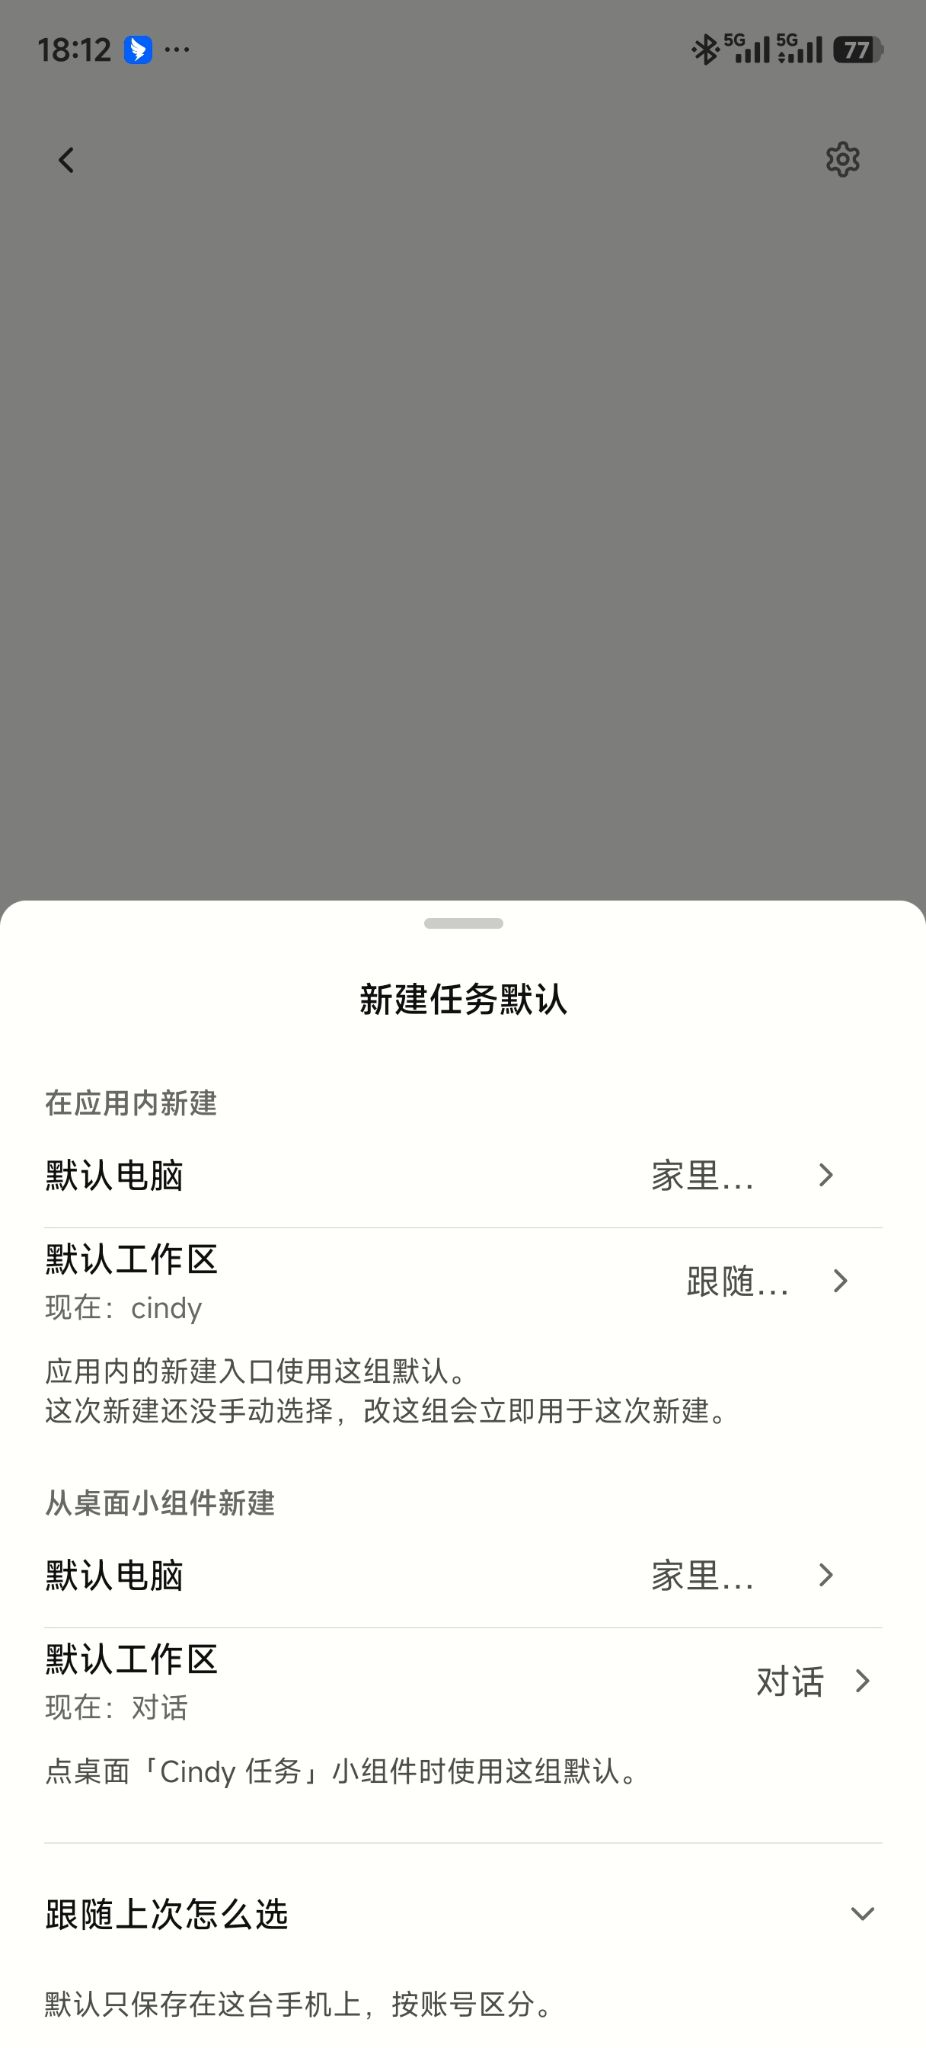 18:12 ... 5G 5G 77
新建任务默认
在应用内新建
默认电脑 家里...
默认工作区 跟随...
现在：cindy
应用内的新建入口使用这组默认。
这次新建还没手动选择，改这组会立即用于这次新建。
从桌面小组件新建
默认电脑 家里...
默认工作区 对话
现在：对话
点桌面「Cindy 任务」小组件时使用这组默认。
跟随上次怎么选
默认只保存在这台手机上，按账号区分。